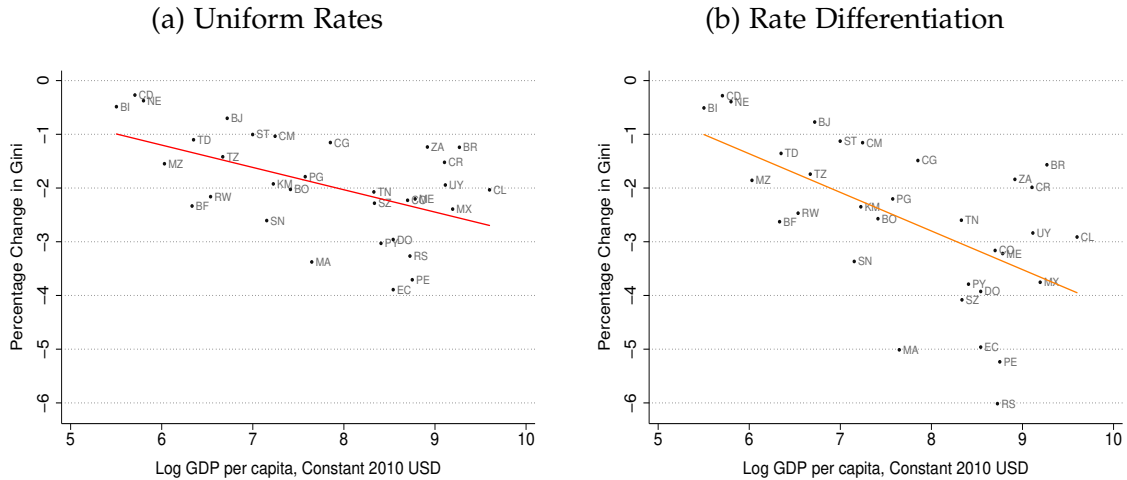 (a) Uniform Rates
Percentage Change in Gini
0
−1
−2
−3
−4
−5
−6
CD
NE
BI
BJ
ST
CM
TD
CG
ZA
BR
TZ
MZ
CR
PG
KM
BO
UY
CL
RW
TN
BF
SZ
CO
ME
MX
SN
DO
PY
MA
RS
PE
EC
5
6
7
8
9
10
Log GDP per capita, Constant 2010 USD
(b) Rate Differentiation
Percentage Change in Gini
0
−1
−2
−3
−4
−5
−6
CD
NE
BI
BJ
ST
CM
TD
CG
BR
TZ
MZ
ZA
CR
PG
KM
RW
BO
BF
TN
UY
CL
SN
CO
ME
PY
MX
DO
SZ
MA
EC
PE
RS
5
6
7
8
9
10
Log GDP per capita, Constant 2010 USD